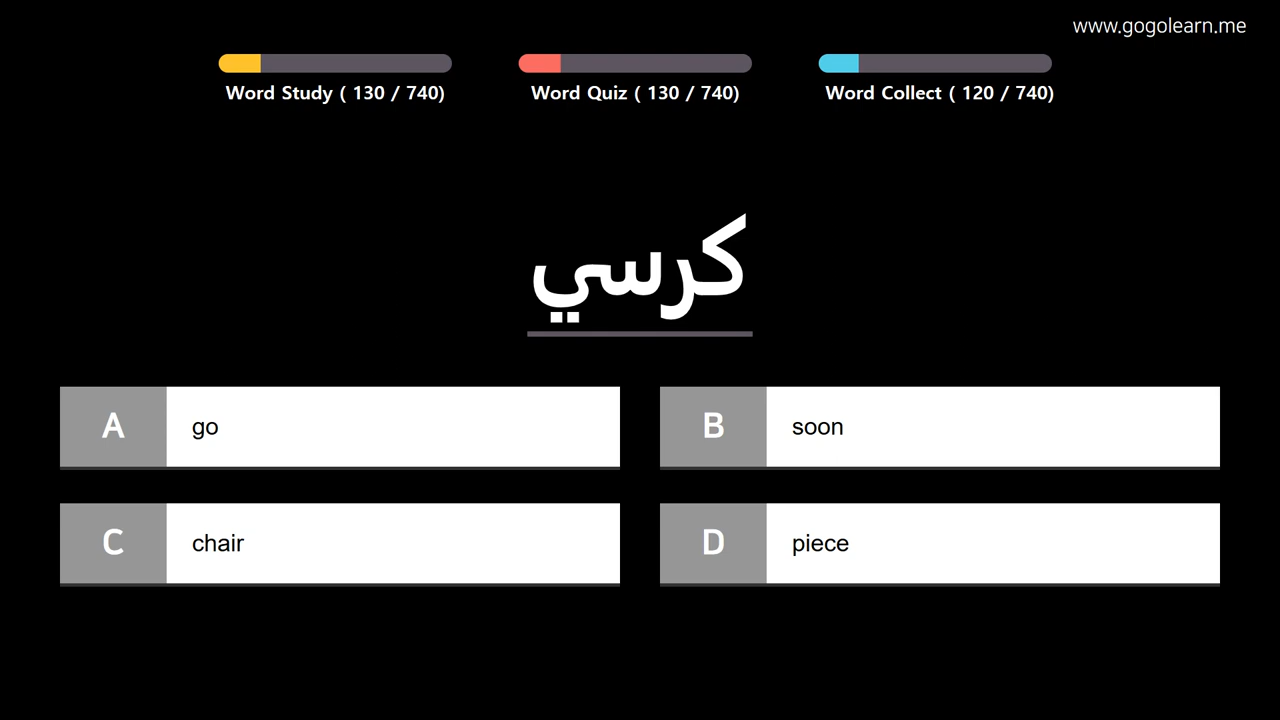 www.gogolearn.me
Word Study ( 130 / 740)
Word Quiz ( 130 / 740)
Word Collect ( 120 / 740)
كرسي
A go
B soon
C chair
D piece